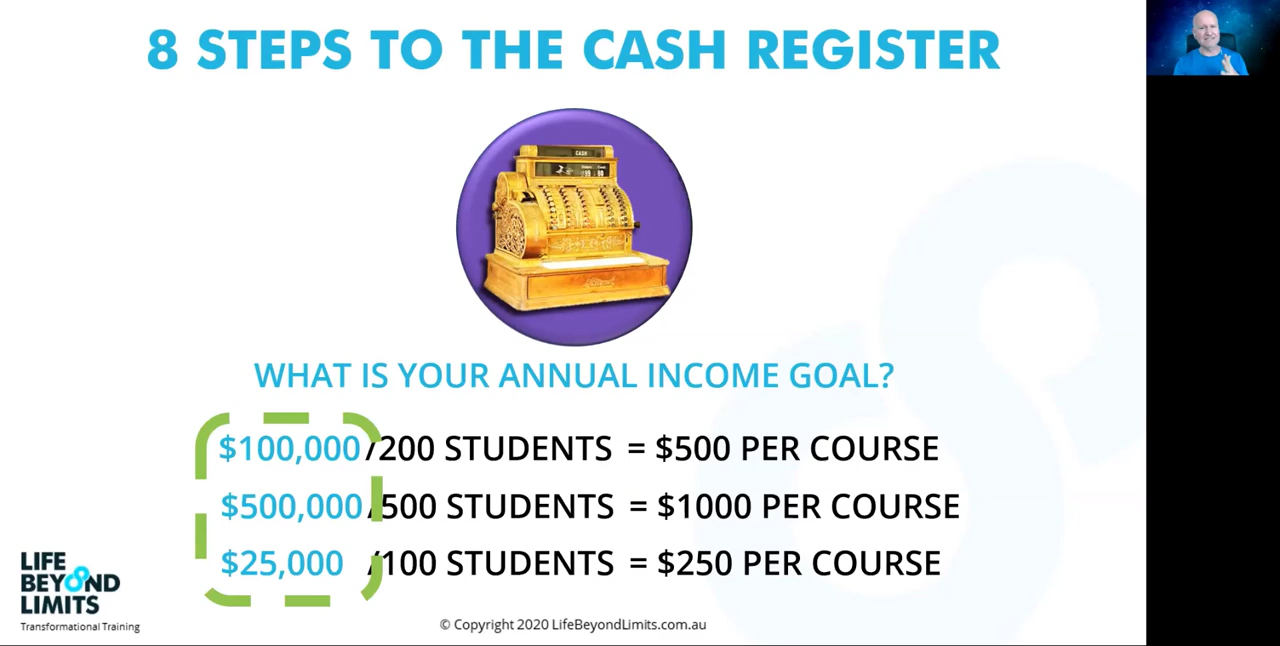 8 STEPS TO THE CASH REGISTER
CASH
WHAT IS YOUR ANNUAL INCOME GOAL?
$100,000 /200 STUDENTS = $500 PER COURSE
$500,000 /500 STUDENTS = $1000 PER COURSE
$25,000 /100 STUDENTS = $250 PER COURSE
LIFE
BEYOND
LIMITS
Transformational Training
© Copyright 2020 LifeBeyondLimits.com.au